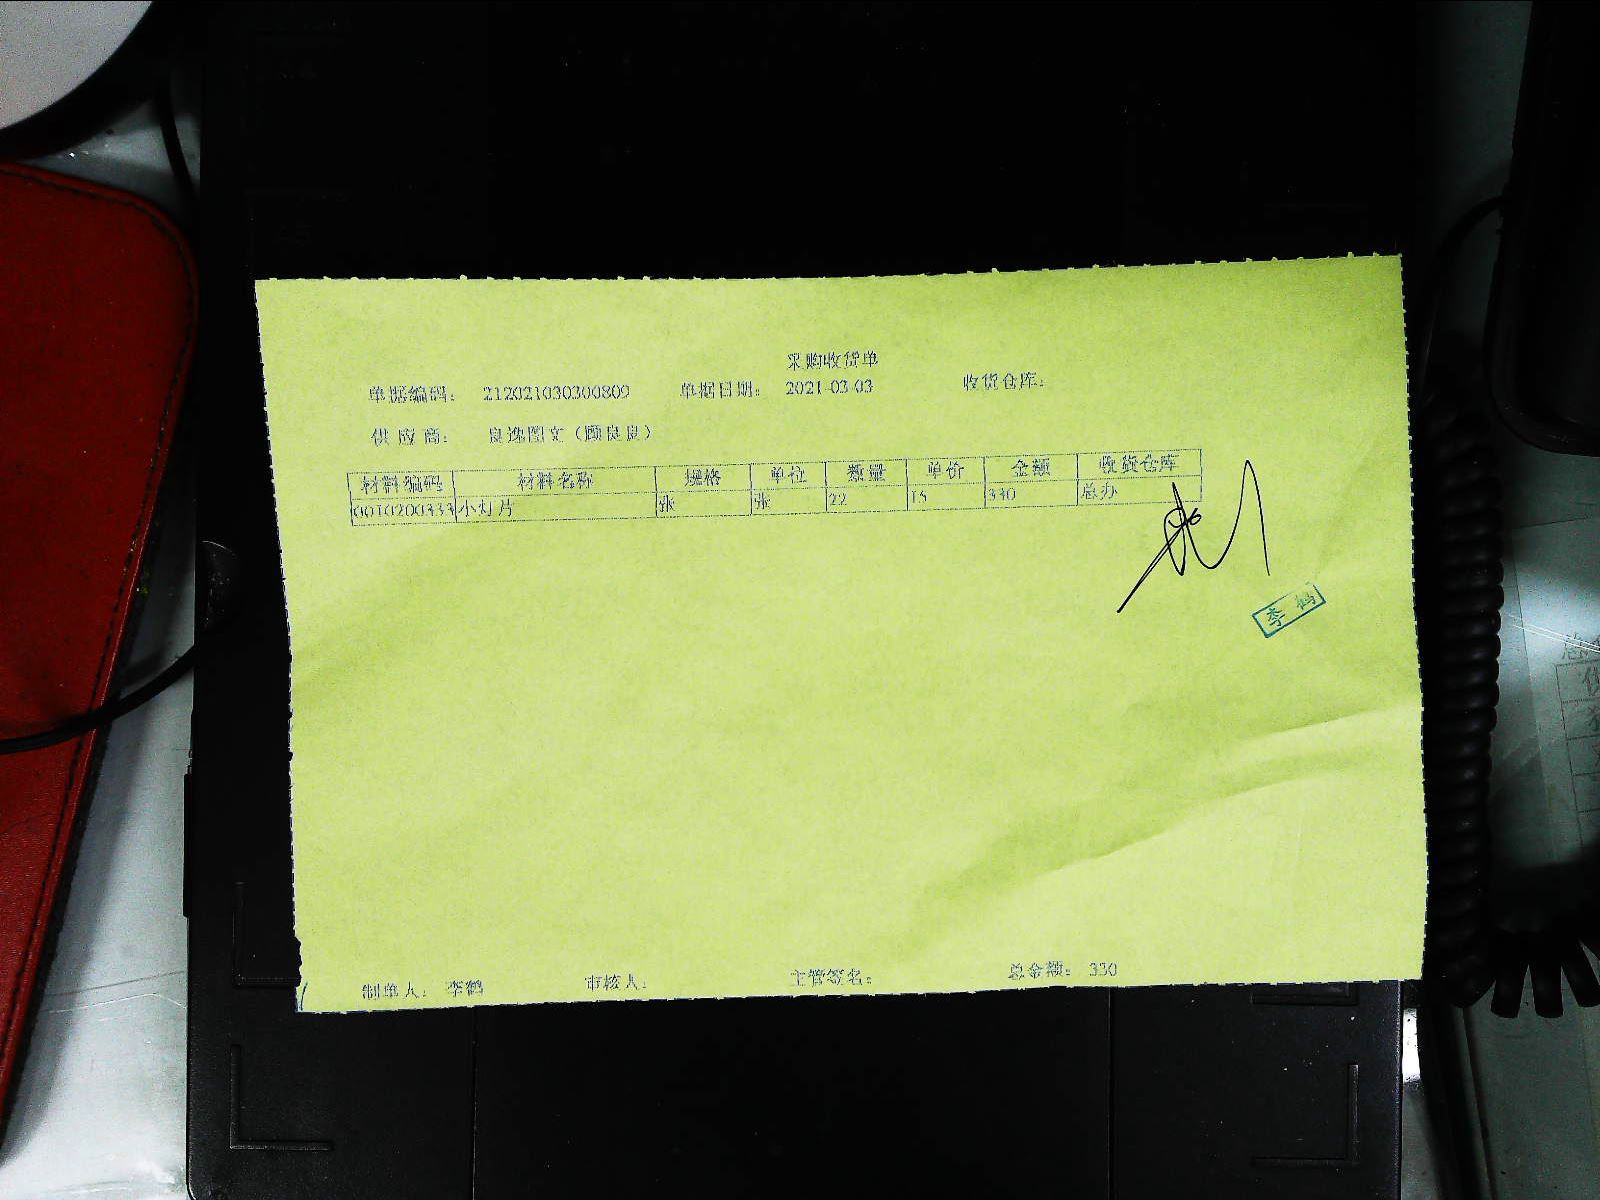 采购收货单
单据编码: 212021030300809 单据日期: 2021-03-03 收货仓库:
供应商: 良逸图文(顾良良)
材料编码 材料名称 规格 单位 数量 单价 金额 收货仓库
0010200333 小灯片 张 张 22 15 330 总办
李鹤
制单人: 李鹤 审核人: 主管签名: 总金额: 330